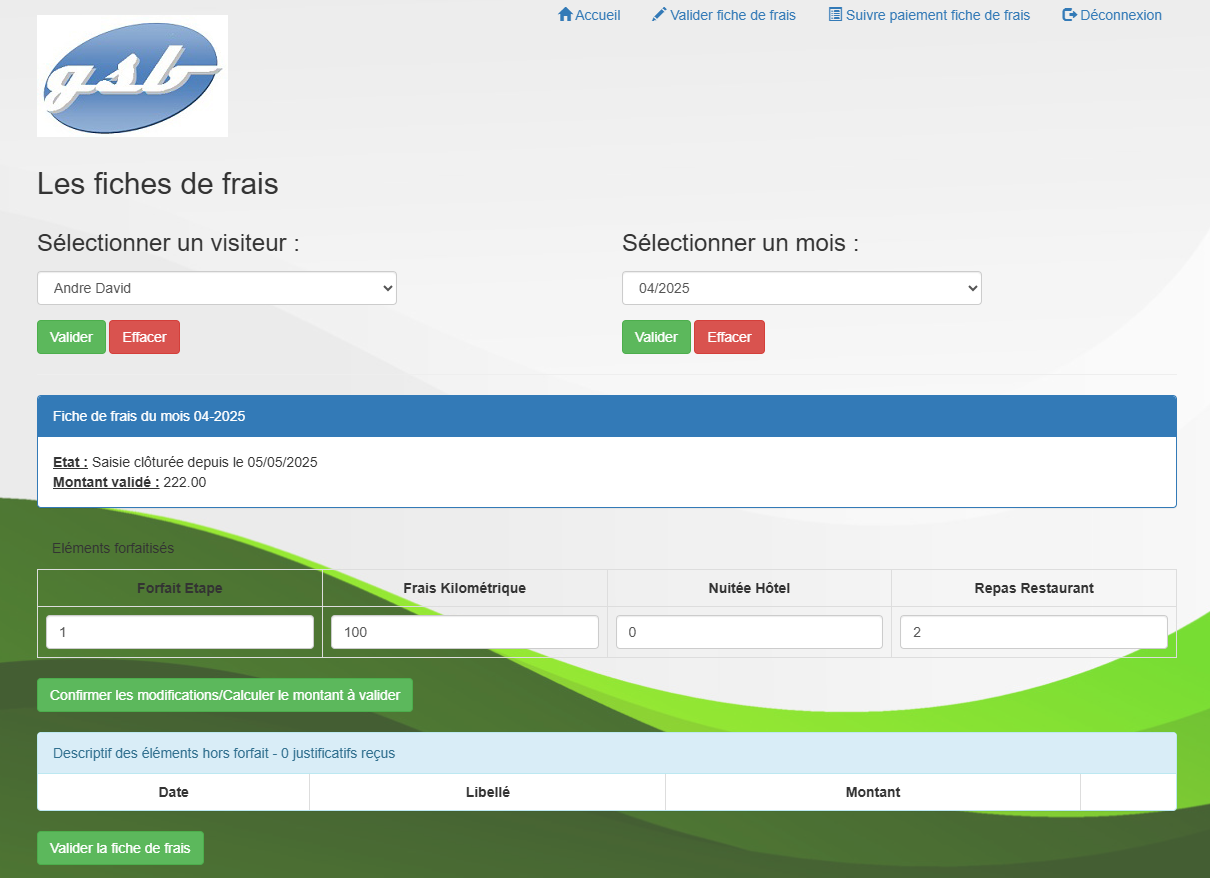 Accueil Valider fiche de frais Suivre paiement fiche de frais Déconnexion
gsb
Les fiches de frais
Sélectionner un visiteur : Sélectionner un mois :
Andre David 04/2025
Valider Effacer Valider Effacer
Fiche de frais du mois 04-2025
Etat : Saisie clôturée depuis le 05/05/2025
Montant validé : 222.00
Eléments forfaitisés
Forfait Etape Frais Kilométrique Nuitée Hôtel Repas Restaurant
1 100 0 2
Confirmer les modifications/Calculer le montant à valider
Descriptif des éléments hors forfait - 0 justificatifs reçus
Date Libellé Montant
Valider la fiche de frais